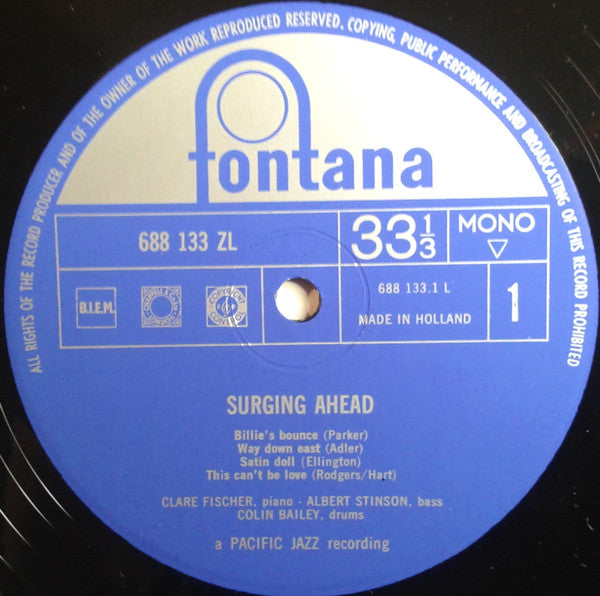 ALL RIGHTS OF THE RECORD PRODUCER AND OF THE OWNER OF THE WORK REPRODUCED RESERVED. COPYING, PUBLIC PERFORMANCE AND BROADCASTING OF THIS RECORD PROHIBITED
fontana
688 133 ZL
33 1/3
MONO
B.I.E.M.
688 133.1 L
MADE IN HOLLAND
1
SURGING AHEAD
Billie's bounce (Parker)
Way down east (Adler)
Satin doll (Ellington)
This can't be love (Rodgers/Hart)
CLARE FISCHER, piano - ALBERT STINSON, bass
COLIN BAILEY, drums
a PACIFIC JAZZ recording